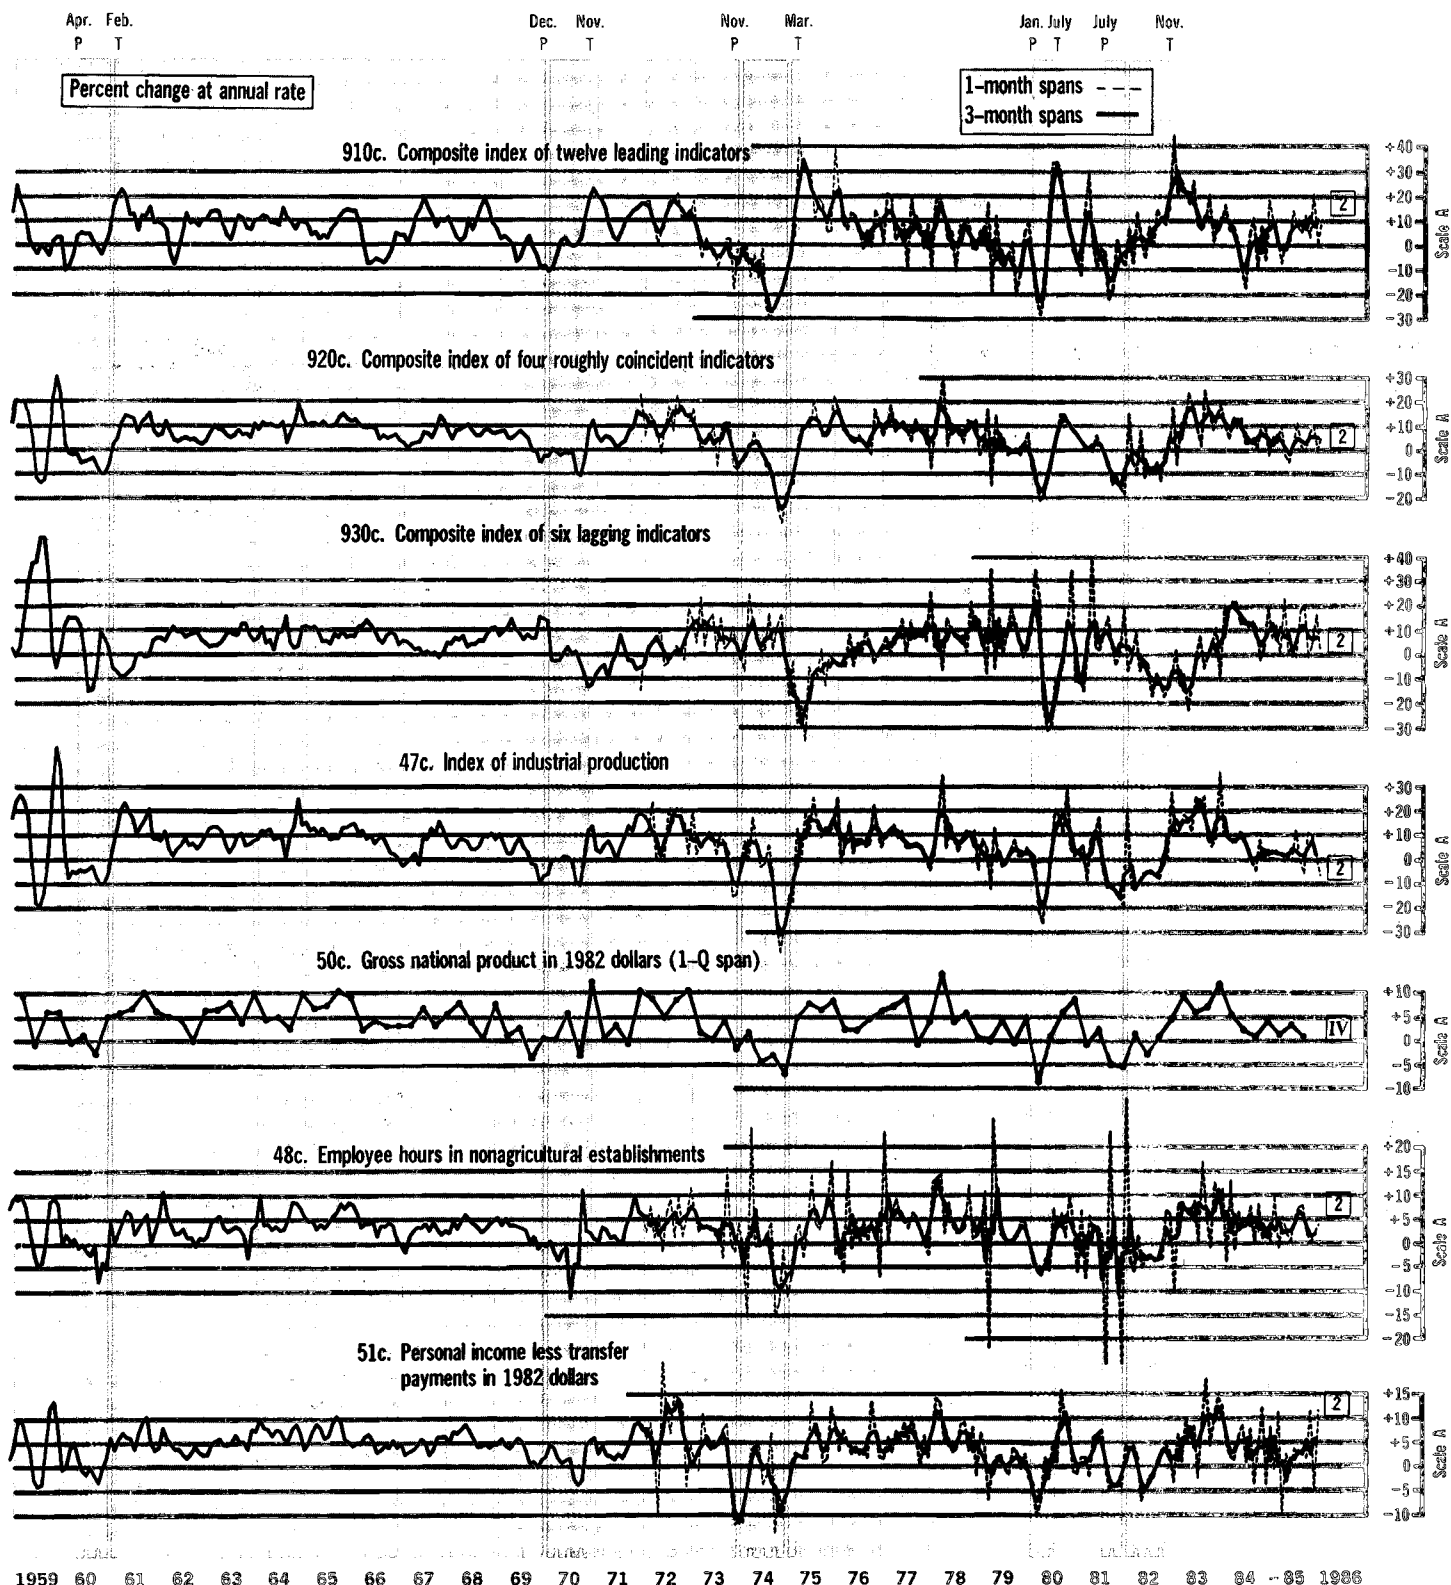 Apr. Feb. Dec. Nov. Nov. Mar. Jan. July July Nov.
P T P T P T P T P T
Percent change at annual rate
1-month spans
3-month spans
910c. Composite index of twelve leading indicators
+40
+30
+20
+10
0
-10
-20
-30
2
Scale A
920c. Composite index of four roughly coincident indicators
+30
+20
+10
0
-10
-20
2
Scale A
930c. Composite index of six lagging indicators
+40
+30
+20
+10
0
-10
-20
-30
2
Scale A
47c. Index of industrial production
+30
+20
+10
0
-10
-20
-30
2
Scale A
50c. Gross national product in 1982 dollars (1-Q span)
+10
+5
0
-5
-10
IV
Scale A
48c. Employee hours in nonagricultural establishments
+20
+15
+10
+5
0
-5
-10
-15
-20
2
Scale A
51c. Personal income less transfer
payments in 1982 dollars
+15
+10
+5
0
-5
-10
2
Scale A
1959 60 61 62 63 64 65 66 67 68 69 70 71 72 73 74 75 76 77 78 79 80 81 82 83 84 85 1986